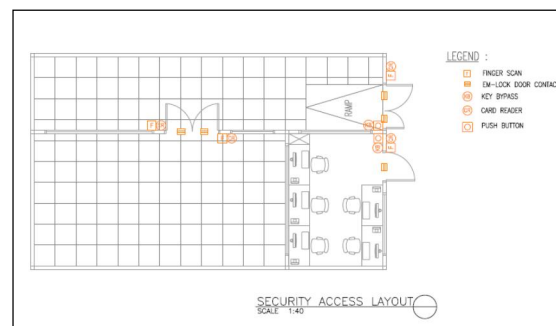 LEGEND :
F FINGER SCAN
EM-LOCK DOOR CONTAC
KEY BYPASS
CARD READER
PUSH BUTTON
RAMP
F
F
F
F
SECURITY ACCESS LAYOUT
SCALE 1:40